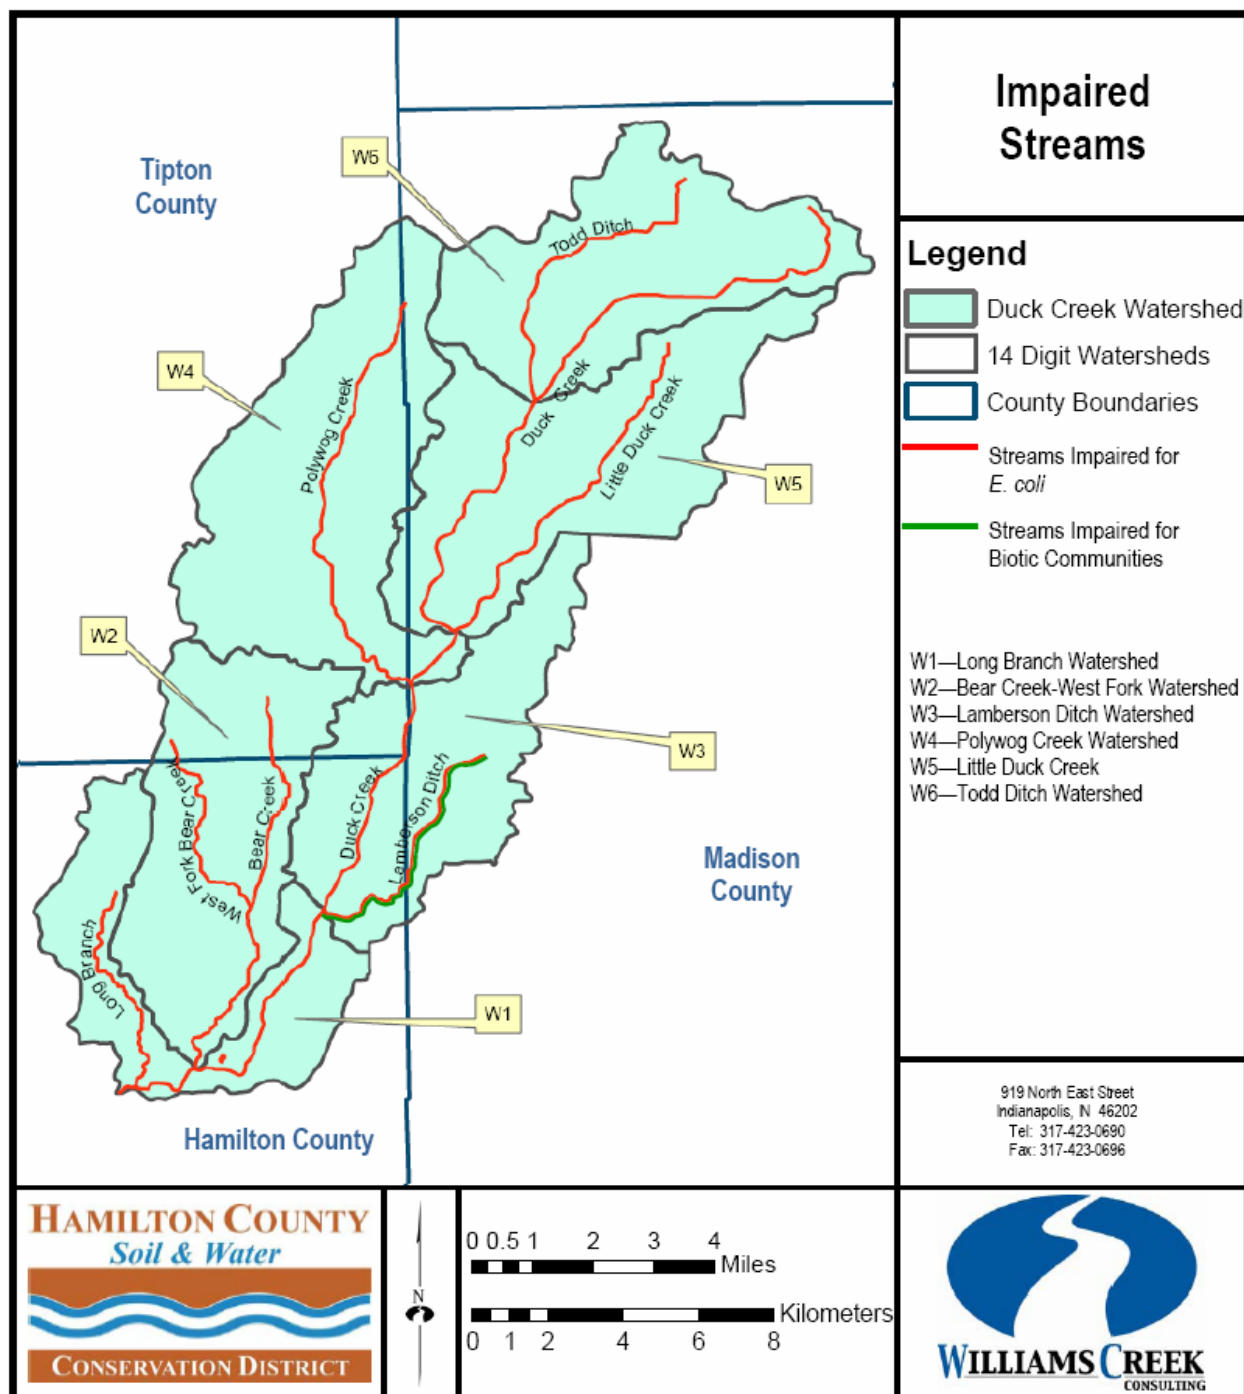 Impaired
Streams
Tipton
County
W6
Todd Ditch
W4
Polywog Creek
Duck Creek
Little Duck Creek
W5
W2
W3
West Fork Bear Creek
Bear Creek
Duck Creek
Lamberson Ditch
Madison
County
Long Branch
W1
Hamilton County
Legend
Duck Creek Watershed
14 Digit Watersheds
County Boundaries
Streams Impaired for
E. coli
Streams Impaired for
Biotic Communities
W1—Long Branch Watershed
W2—Bear Creek-West Fork Watershed
W3—Lamberson Ditch Watershed
W4—Polywog Creek Watershed
W5—Little Duck Creek
W6—Todd Ditch Watershed
919 North East Street
Indianapolis, IN 46202
Tel: 317-423-0690
Fax: 317-423-0696
HAMILTON COUNTY
Soil & Water
CONSERVATION DISTRICT
N
0 0.5 1 2 3 4
Miles
Kilometers
0 1 2 4 6 8
WILLIAMS CREEK
CONSULTING